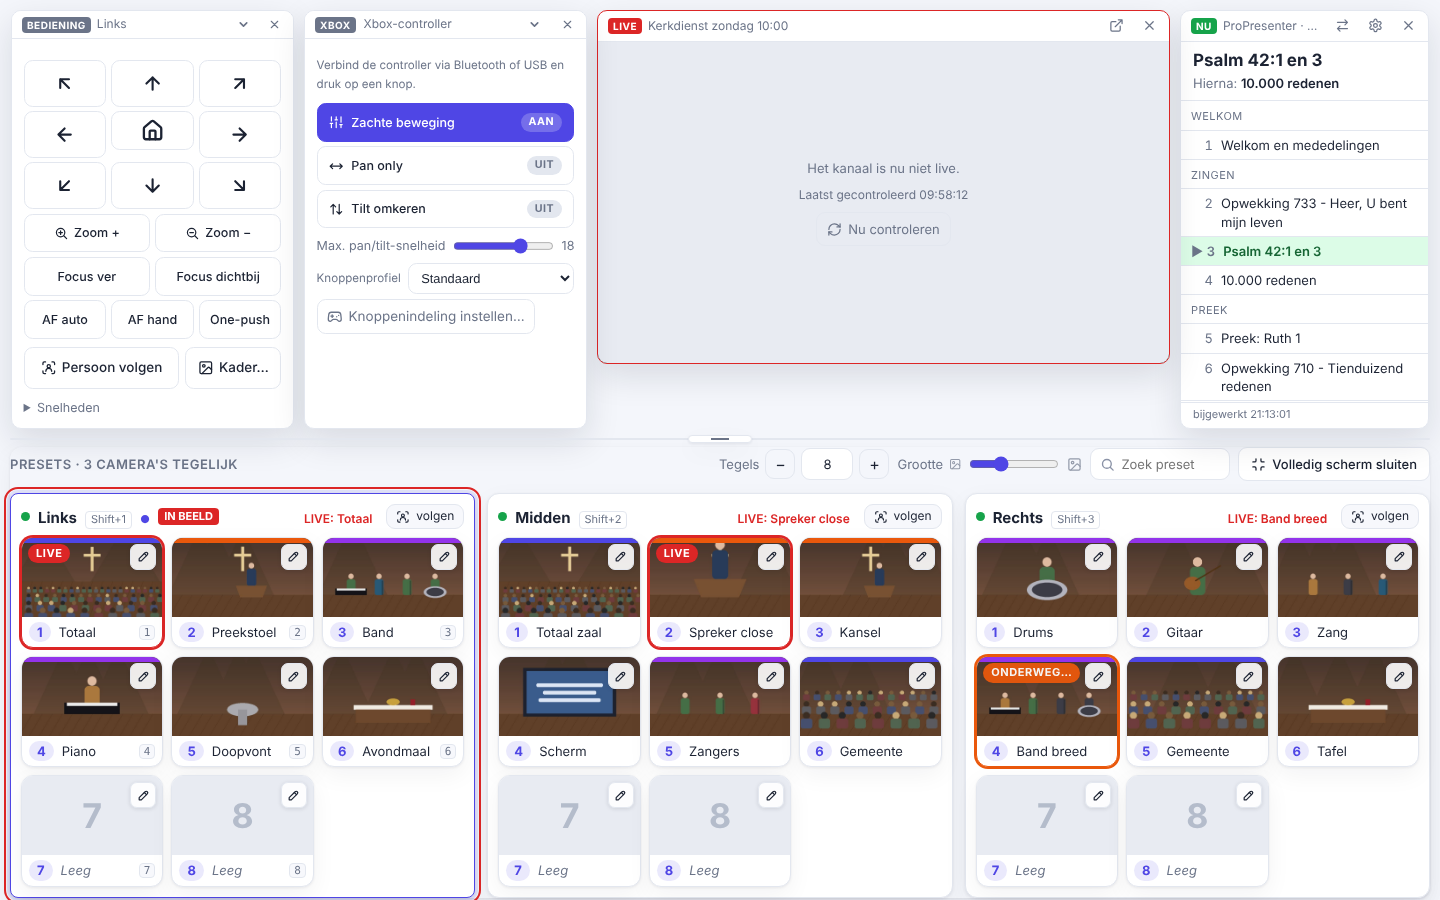 BEDIENING Links
Zoom +
Zoom −
Focus ver
Focus dichtbij
AF auto
AF hand
One-push
Persoon volgen
Kader...
Snelheden
XBOX Xbox-controller
Verbind de controller via Bluetooth of USB en
druk op een knop.
Zachte beweging AAN
Pan only UIT
Tilt omkeren UIT
Max. pan/tilt-snelheid 18
Knoppenprofiel Standaard
Knoppenindeling instellen...
LIVE Kerkdienst zondag 10:00
Het kanaal is nu niet live.
Laatst gecontroleerd 09:58:12
Nu controleren
NU ProPresenter · ...
Psalm 42:1 en 3
Hierna: 10.000 redenen
WELKOM
1 Welkom en mededelingen
ZINGEN
2 Opwekking 733 - Heer, U bent
mijn leven
3 Psalm 42:1 en 3
4 10.000 redenen
PREEK
5 Preek: Ruth 1
6 Opwekking 710 - Tienduizend
redenen
bijgewerkt 21:13:01
PRESETS · 3 CAMERA'S TEGELIJK
Tegels − 8 +
Grootte
Zoek preset
Volledig scherm sluiten
Links Shift+1 IN BEELD LIVE: Totaal volgen
LIVE
1 Totaal 1
2 Preekstoel 2
3 Band 3
4 Piano 4
5 Doopvont 5
6 Avondmaal 6
7
7 Leeg 7
8
8 Leeg 8
Midden Shift+2 LIVE: Spreker close volgen
1 Totaal zaal
LIVE
2 Spreker close
3 Kansel
4 Scherm
5 Zangers
6 Gemeente
7
7 Leeg
8
8 Leeg
Rechts Shift+3 LIVE: Band breed volgen
1 Drums
2 Gitaar
3 Zang
ONDERWEG...
4 Band breed
5 Gemeente
6 Tafel
7
7 Leeg
8
8 Leeg